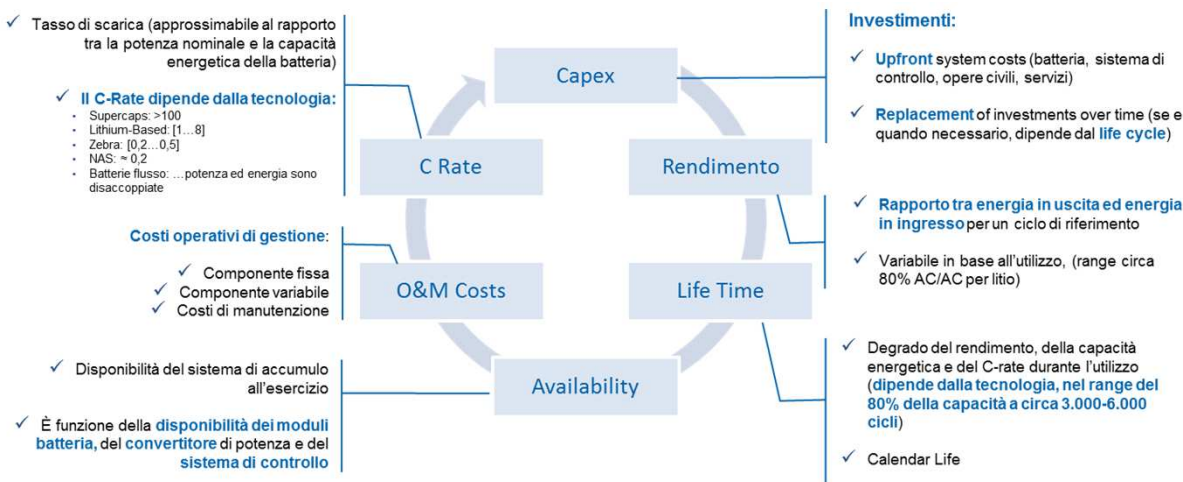 Tasso di scarica (approssimabile al rapporto
tra la potenza nominale e la capacità
energetica della batteria)
Il C-Rate dipende dalla tecnologia:
Supercaps: >100
Lithium-Based: [1…8]
Zebra: [0,2…0,5]
NAS: ≈ 0,2
Batterie flusso: …potenza ed energia sono
disaccoppiate
Costi operativi di gestione:
Componente fissa
Componente variabile
Costi di manutenzione
Disponibilità del sistema di accumulo
all'esercizio
È funzione della disponibilità dei moduli
batteria, del convertitore di potenza e del
sistema di controllo
Capex
C Rate
Rendimento
O&M Costs
Life Time
Availability
Investimenti:
Upfront system costs (batteria, sistema di
controllo, opere civili, servizi)
Replacement of investments over time (se e
quando necessario, dipende dal life cycle)
Rapporto tra energia in uscita ed energia
in ingresso per un ciclo di riferimento
Variabile in base all'utilizzo, (range circa
80% AC/AC per litio)
Degrado del rendimento, della capacità
energetica e del C-rate durante l'utilizzo
(dipende dalla tecnologia, nel range del
80% della capacità a circa 3.000-6.000
cicli)
Calendar Life